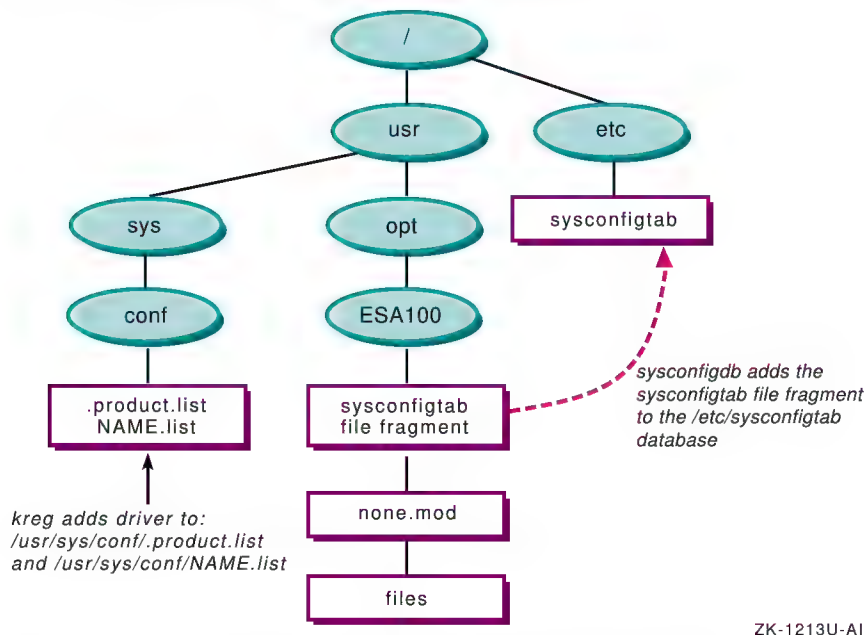 /
usr
etc
sys
opt
sysconfigtab
conf
ESA100
.product.list
NAME.list
sysconfigtab
file fragment
sysconfigdb adds the
sysconfigtab file fragment
to the /etc/sysconfigtab
database
kreg adds driver to:
/usr/sys/conf/.product.list
and /usr/sys/conf/NAME.list
none.mod
files
ZK-1213U-AI